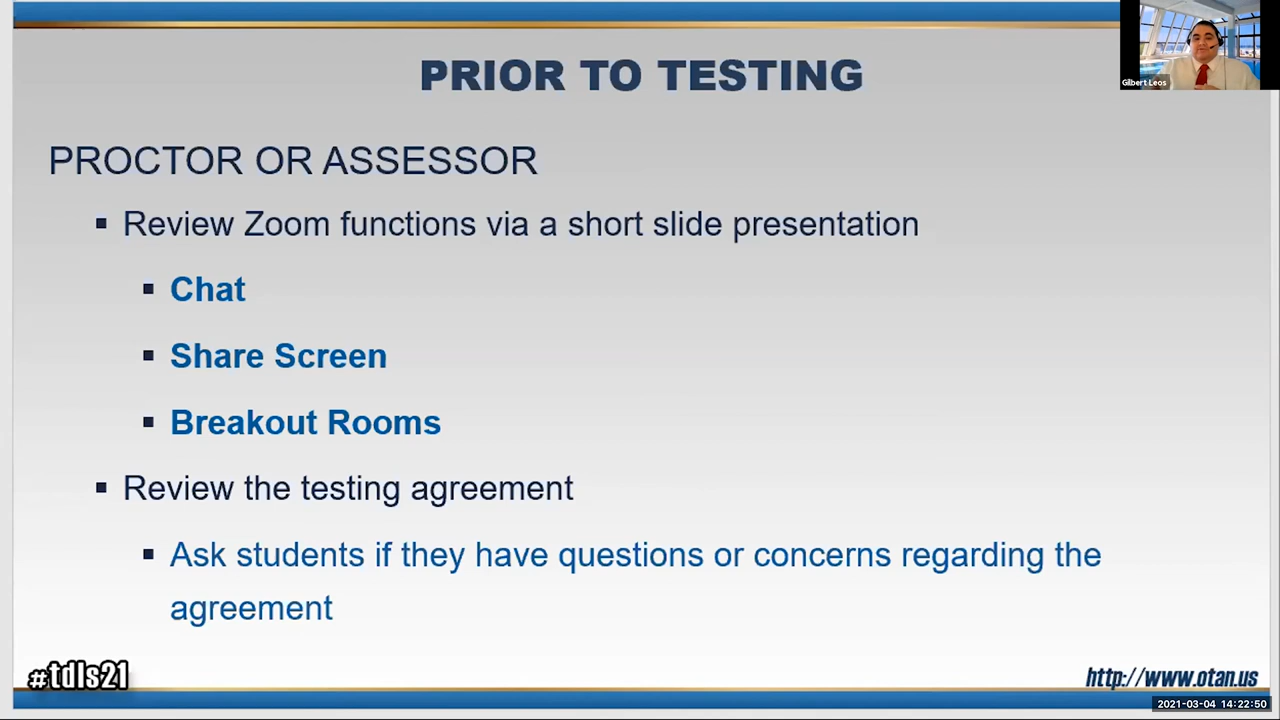 PRIOR TO TESTING
Gilbert Leos
PROCTOR OR ASSESSOR
▪ Review Zoom functions via a short slide presentation
▪ Chat
▪ Share Screen
▪ Breakout Rooms
▪ Review the testing agreement
▪ Ask students if they have questions or concerns regarding the
agreement
#tdls21
http://www.otan.us
2021-03-04 14:22:50